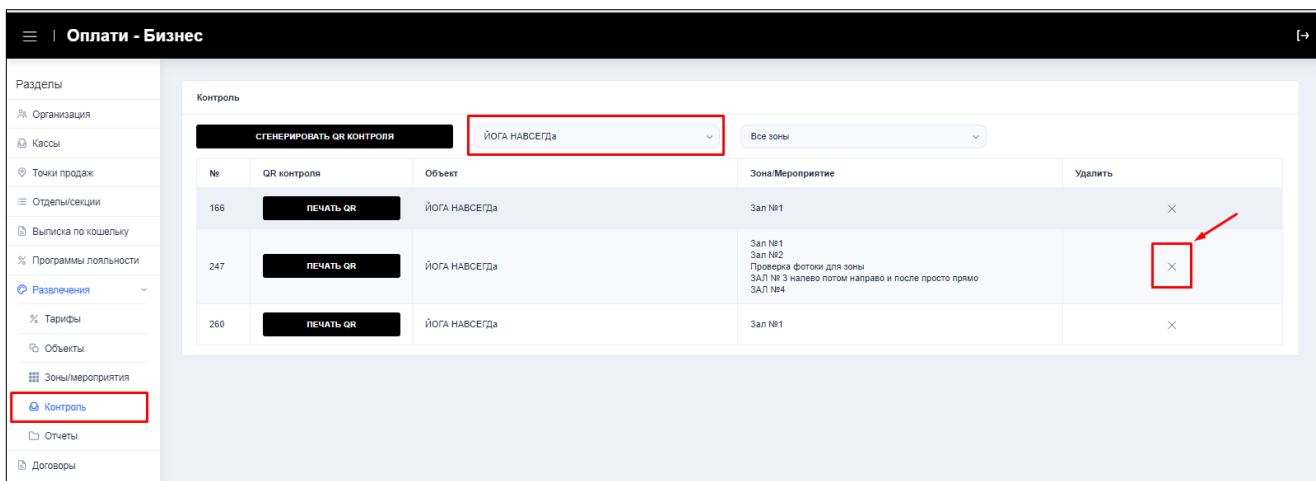 Оплати - Бизнес
Разделы
Организация
Кассы
Точки продаж
Отделы/секции
Выписка по кошельку
Программы лояльности
Развлечения
Тарифы
Объекты
Зоны/мероприятия
Контроль
Отчеты
Договоры
Контроль
СГЕНЕРИРОВАТЬ QR КОНТРОЛЯ ЙОГА НАВСЕГДа Все зоны
№ QR контроля Объект Зона/Мероприятие Удалить
166 ПЕЧАТЬ QR ЙОГА НАВСЕГДа Зал №1
247 ПЕЧАТЬ QR ЙОГА НАВСЕГДа
Зал №1
Зал №2
Проверка фотоки для зоны
ЗАЛ № 3 налево потом направо и после просто прямо
ЗАЛ №4
260 ПЕЧАТЬ QR ЙОГА НАВСЕГДа Зал №1